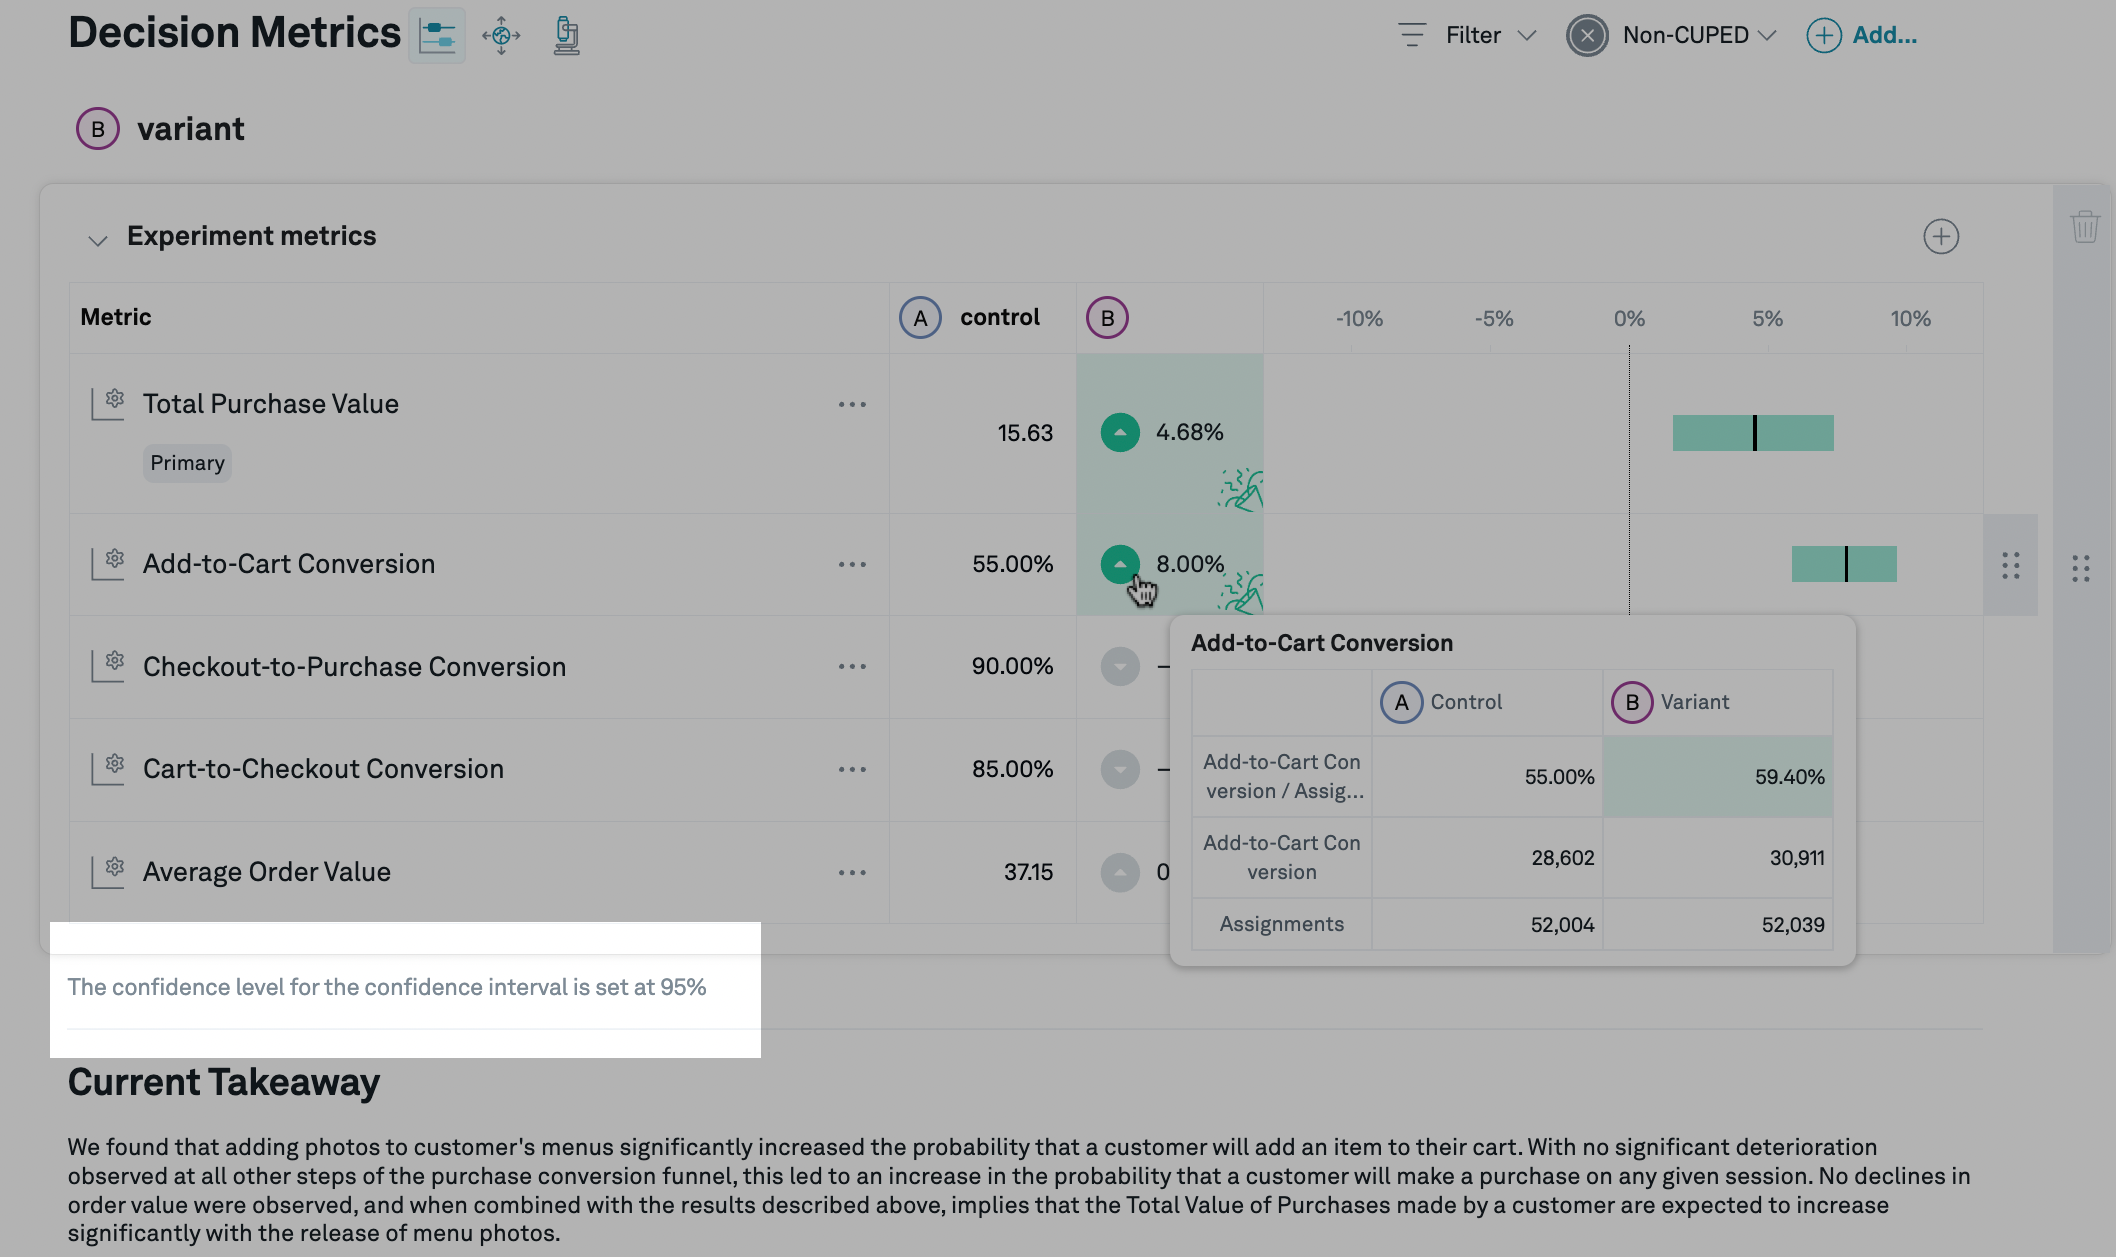 Decision Metrics
Filter
Non-CUPED
Add...
B variant
Experiment metrics
Metric
A control
B
-10% -5% 0% 5% 10%
Total Purchase Value
Primary
15.63
4.68%
Add-to-Cart Conversion
55.00%
8.00%
Checkout-to-Purchase Conversion
90.00%
–
Cart-to-Checkout Conversion
85.00%
–
Average Order Value
37.15
0
Add-to-Cart Conversion
A Control
B Variant
Add-to-Cart Con
version / Assig...
55.00%
59.40%
Add-to-Cart Con
version
28,602
30,911
Assignments
52,004
52,039
The confidence level for the confidence interval is set at 95%
Current Takeaway
We found that adding photos to customer's menus significantly increased the probability that a customer will add an item to their cart. With no significant deterioration
observed at all other steps of the purchase conversion funnel, this led to an increase in the probability that a customer will make a purchase on any given session. No declines in
order value were observed, and when combined with the results described above, implies that the Total Value of Purchases made by a customer are expected to increase
significantly with the release of menu photos.